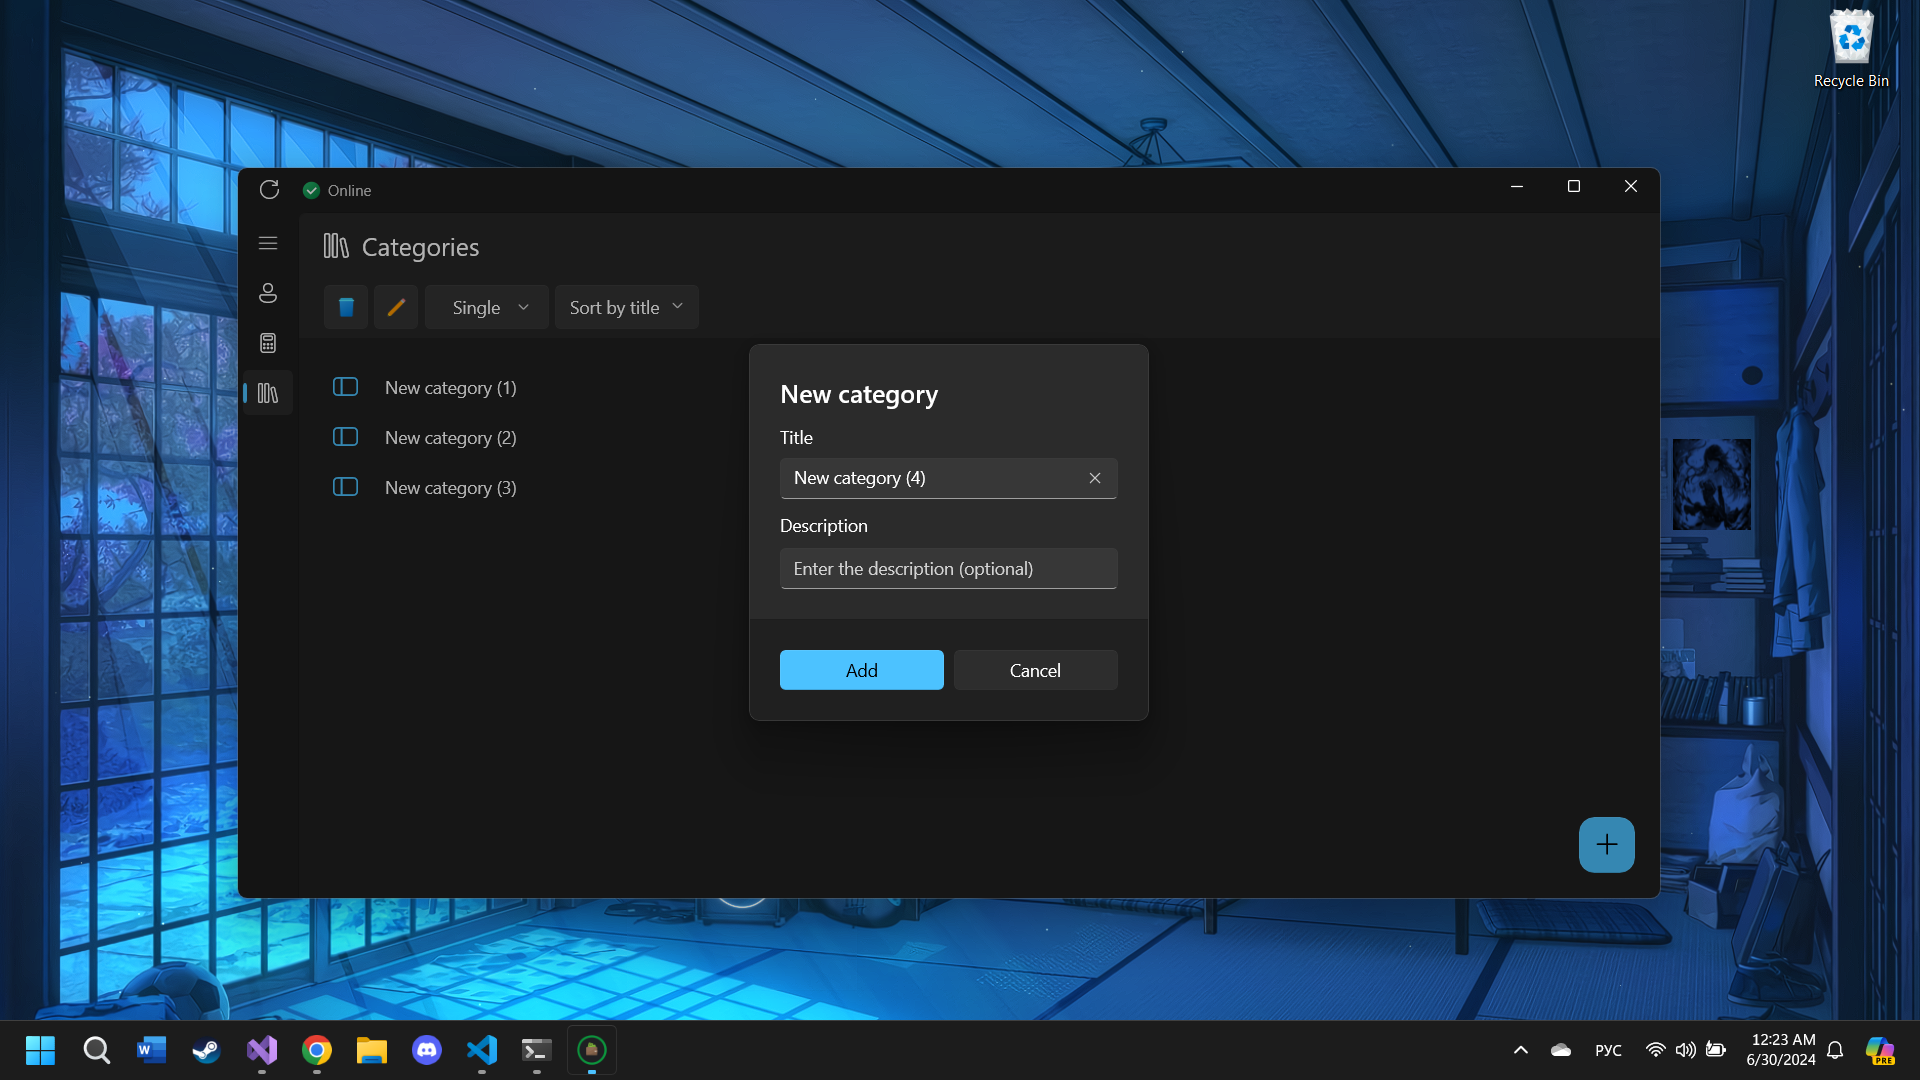 Recycle Bin
Online
Categories
Single
Sort by title
New category (1)
New category (2)
New category (3)
New category
Title
New category (4)
Description
Enter the description (optional)
Add
Cancel
РУС
12:23 AM
6/30/2024
PRE